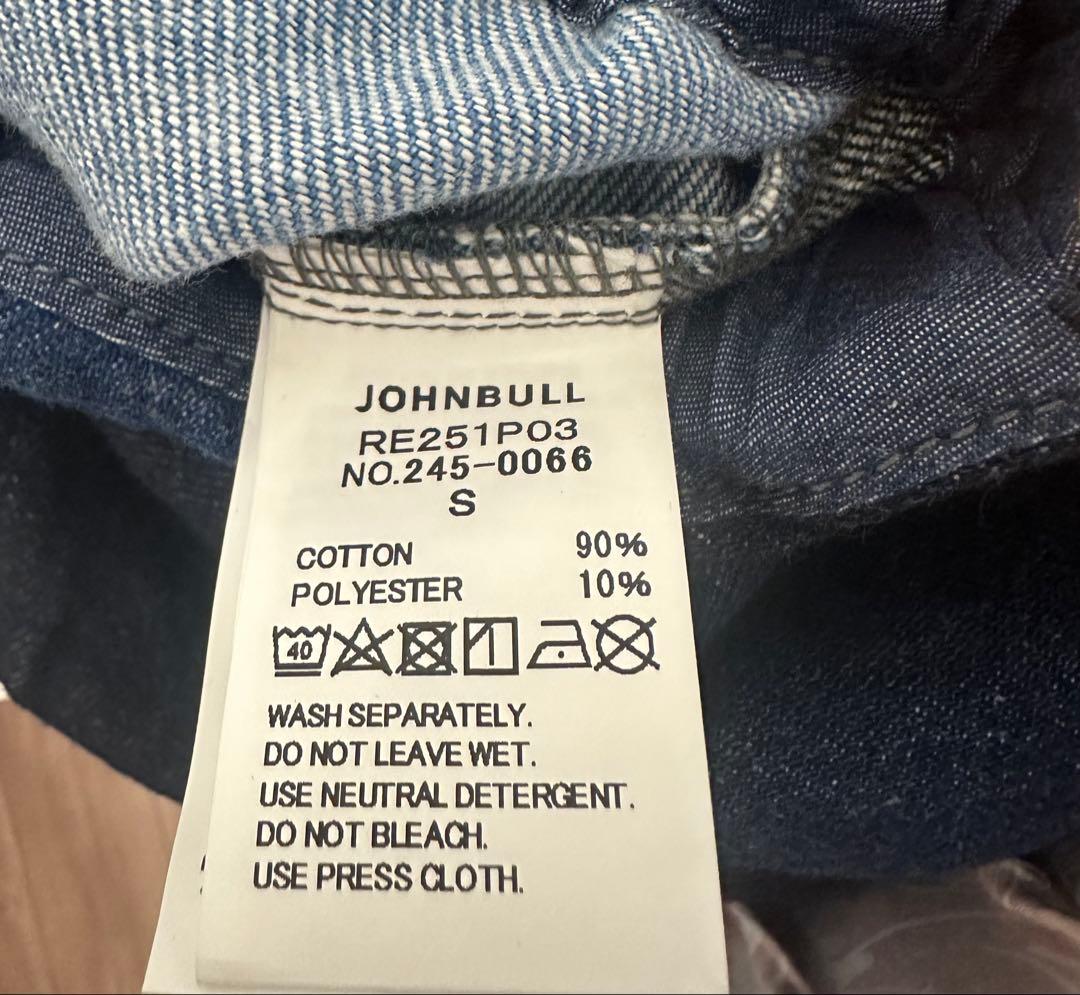 JOHNBULL
RE251P03
NO.245-0066
S
COTTON 90%
POLYESTER 10%
40
WASH SEPARATELY.
DO NOT LEAVE WET.
USE NEUTRAL DETERGENT.
DO NOT BLEACH.
USE PRESS CLOTH.